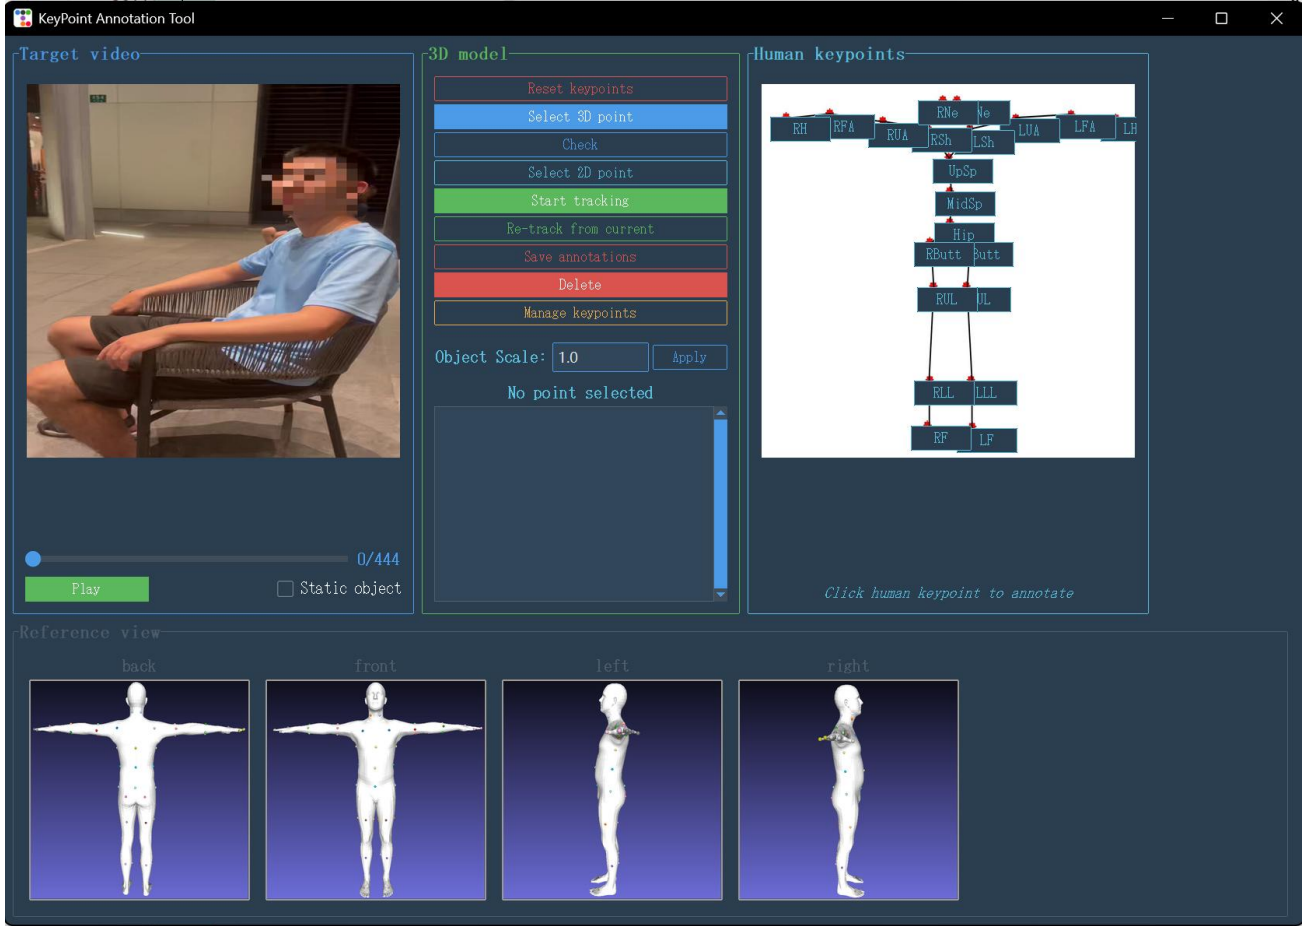 KeyPoint Annotation Tool
Target video
0/444
Play
Static object
3D model
Reset keypoints
Select 3D point
Check
Select 2D point
Start tracking
Re-track from current
Save annotations
Delete
Manage keypoints
Object Scale: 1.0 Apply
No point selected
Human keypoints
RNe Ne
RH RFA RUA RSh LSh LUA LFA LH
UpSp
MidSp
Hip
RButt Butt
RUL UL
RLL LLL
RF LF
Click human keypoint to annotate
Reference view
back front left right